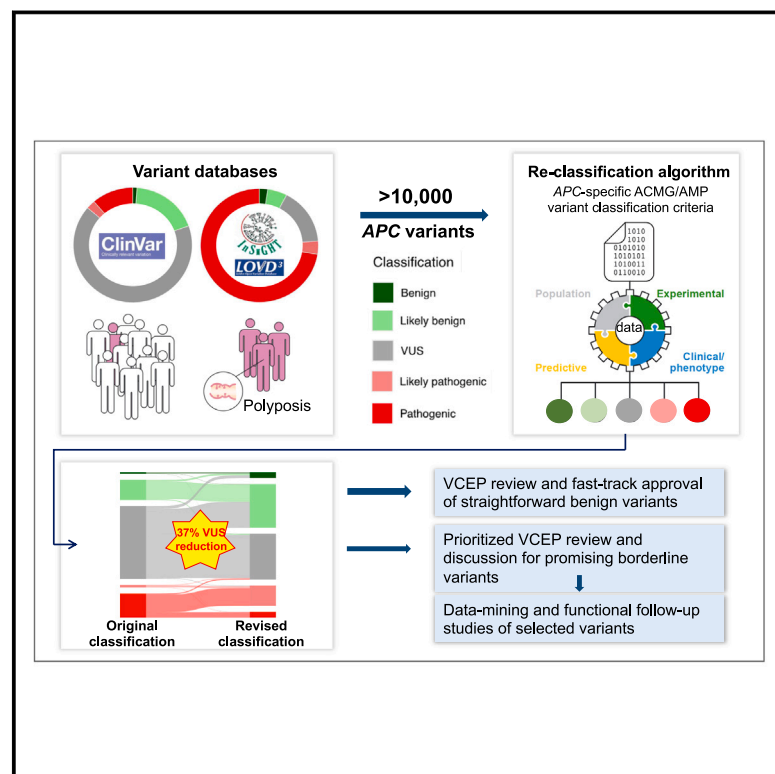 Variant databases
ClinVar
InSiGHT
LOVD
Polyposis
>10,000
APC variants
Classification
Benign
Likely benign
VUS
Likely pathogenic
Pathogenic
Re-classification algorithm
APC-specific ACMG/AMP
variant classification criteria
1010
1010
0101010
1010101
1010011
0110010
Population
Experimental
data
Predictive
Clinical/
phenotype
37% VUS
reduction
Original
classification
Revised
classification
VCEP review and fast-track approval
of straightforward benign variants
Prioritized VCEP review and
discussion for promising borderline
variants
Data-mining and functional follow-up
studies of selected variants